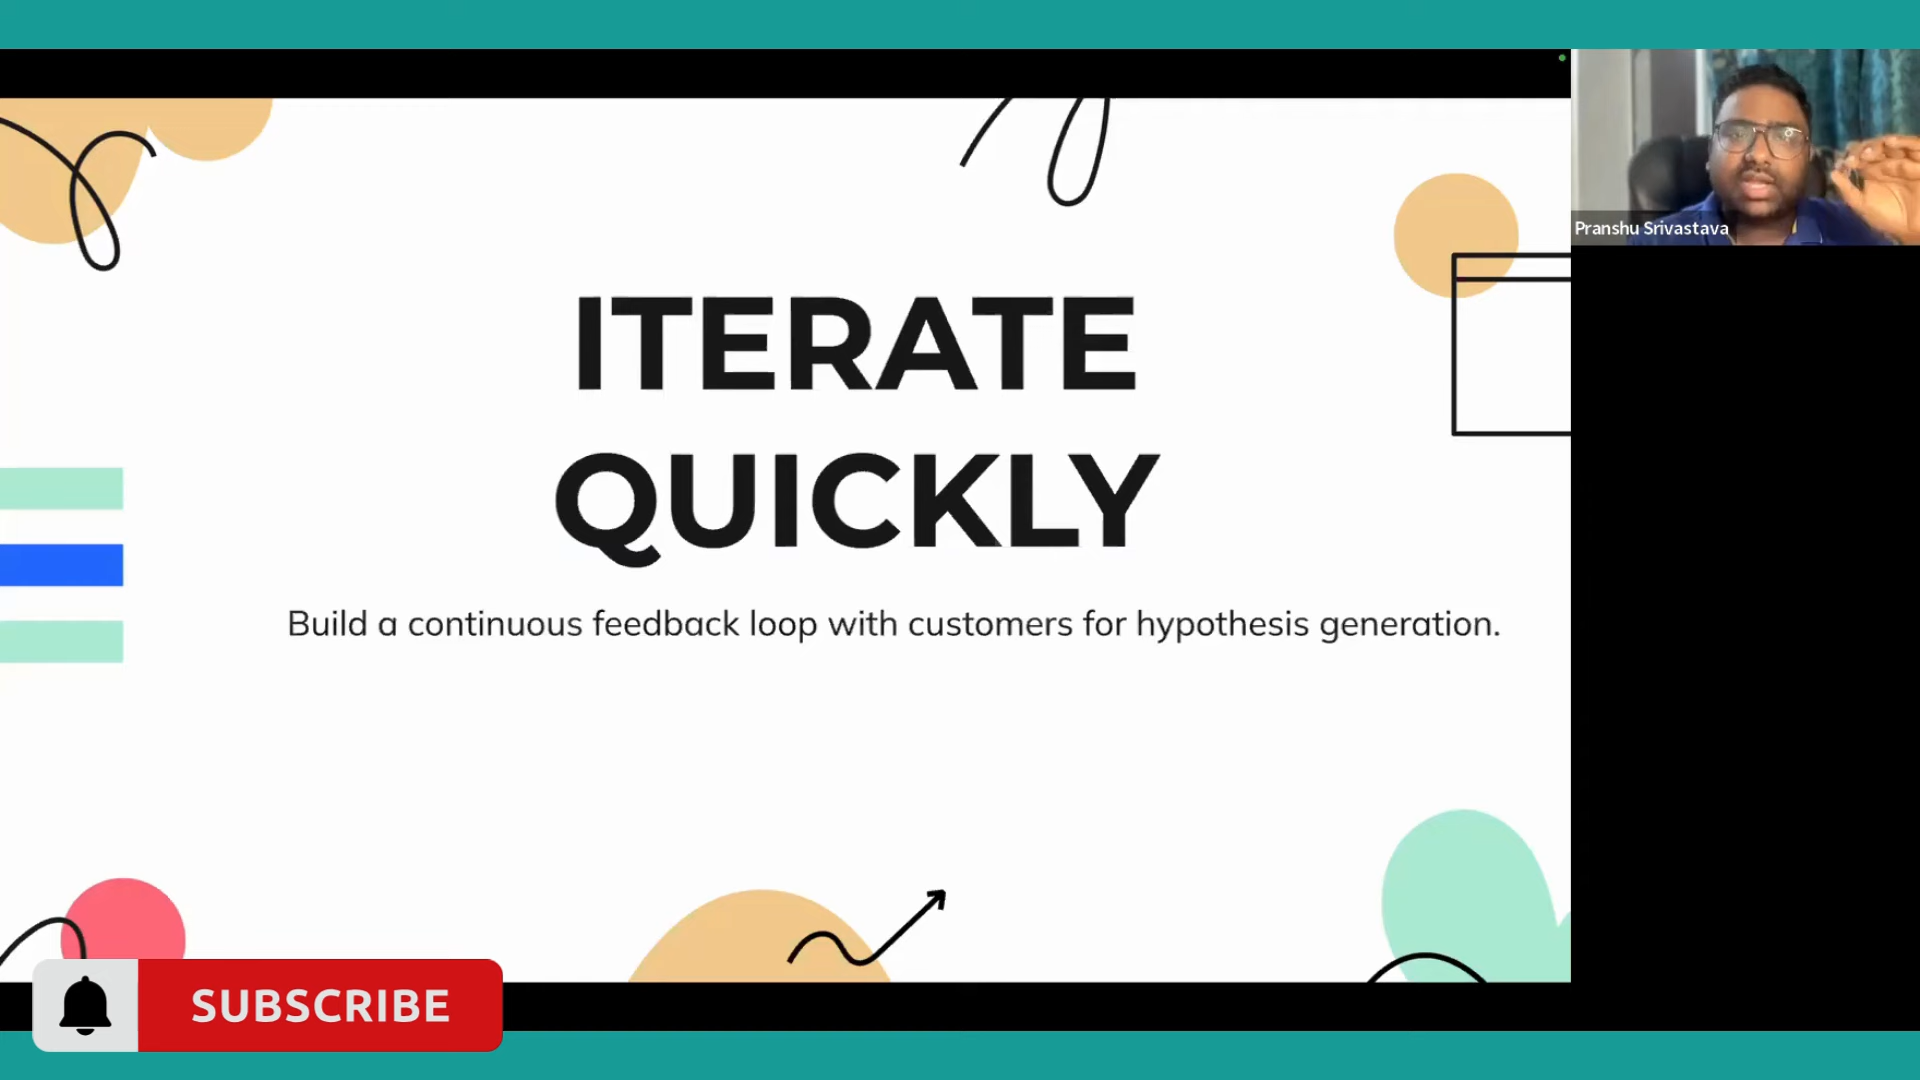 Pranshu Srivastava
ITERATE
QUICKLY
Build a continuous feedback loop with customers for hypothesis generation.
SUBSCRIBE